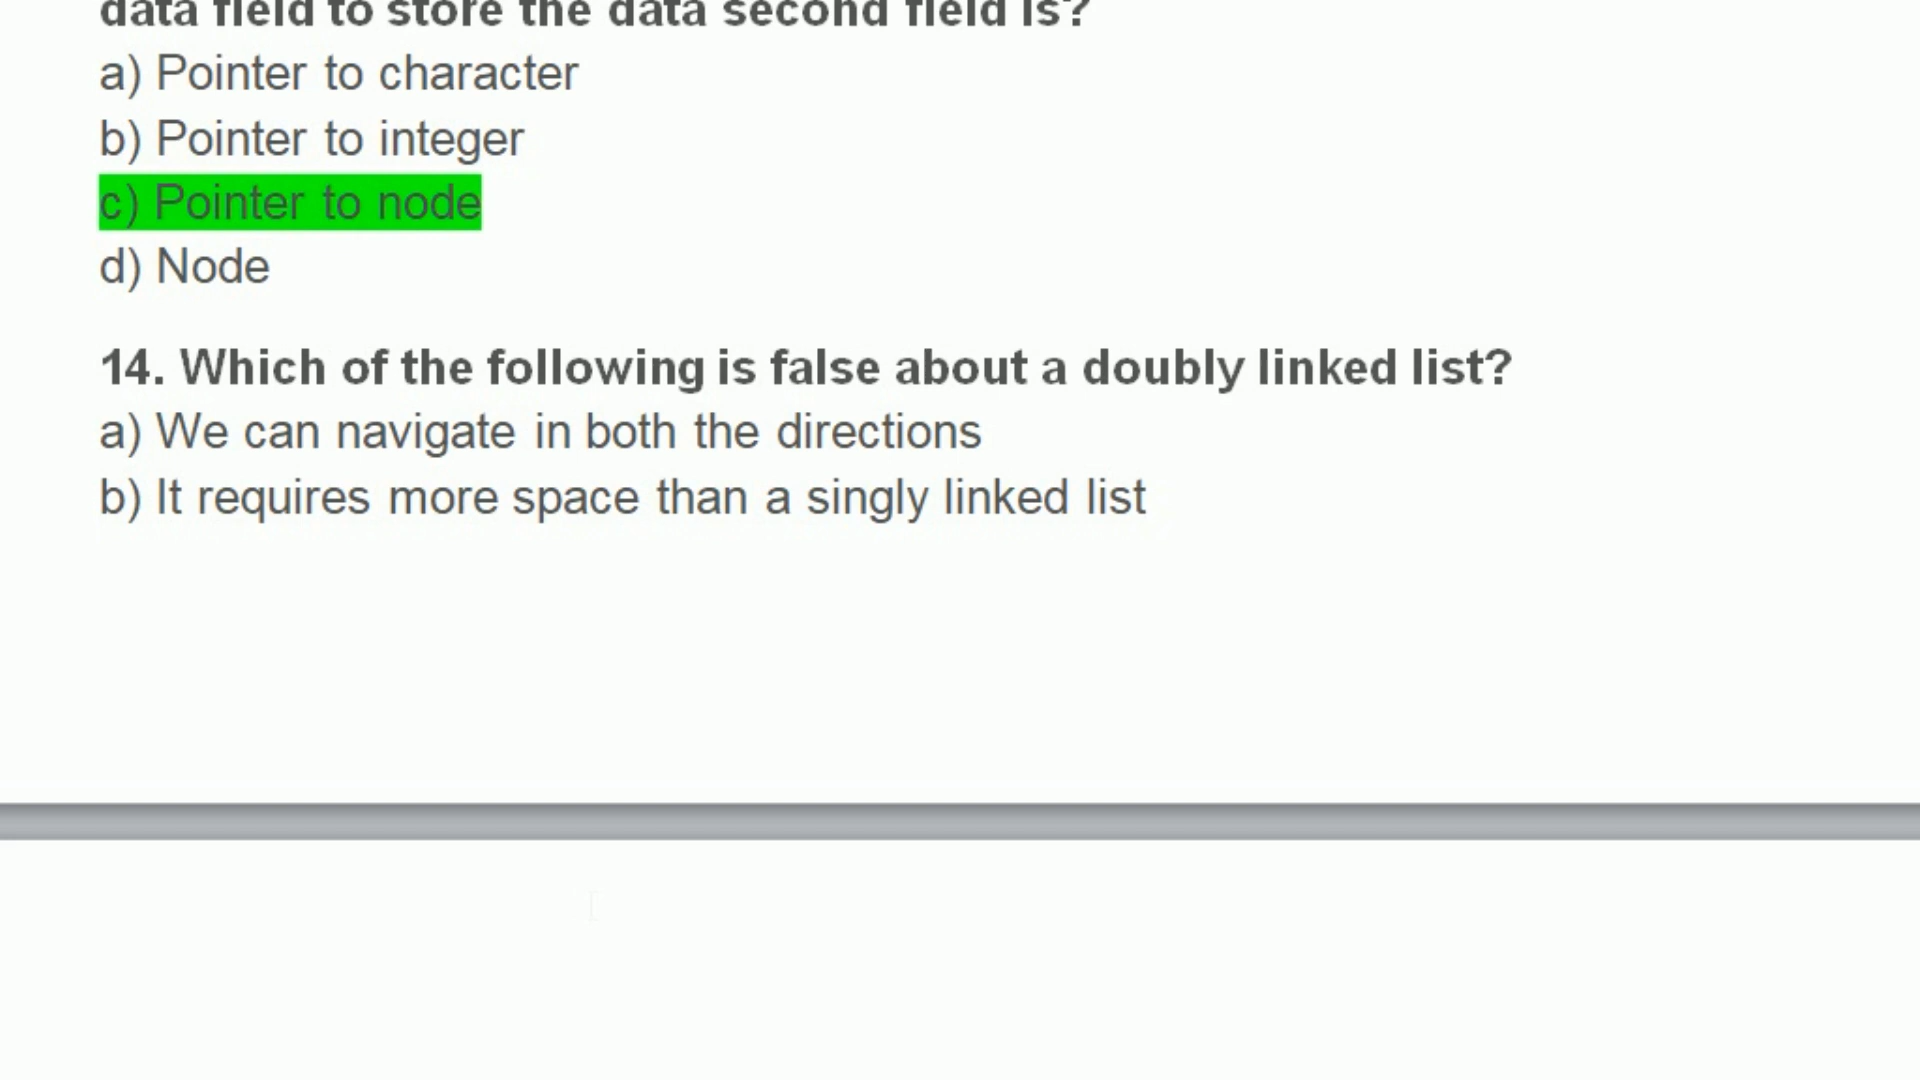 data field to store the data second field is?
a) Pointer to character
b) Pointer to integer
c) Pointer to node
d) Node
14. Which of the following is false about a doubly linked list?
a) We can navigate in both the directions
b) It requires more space than a singly linked list